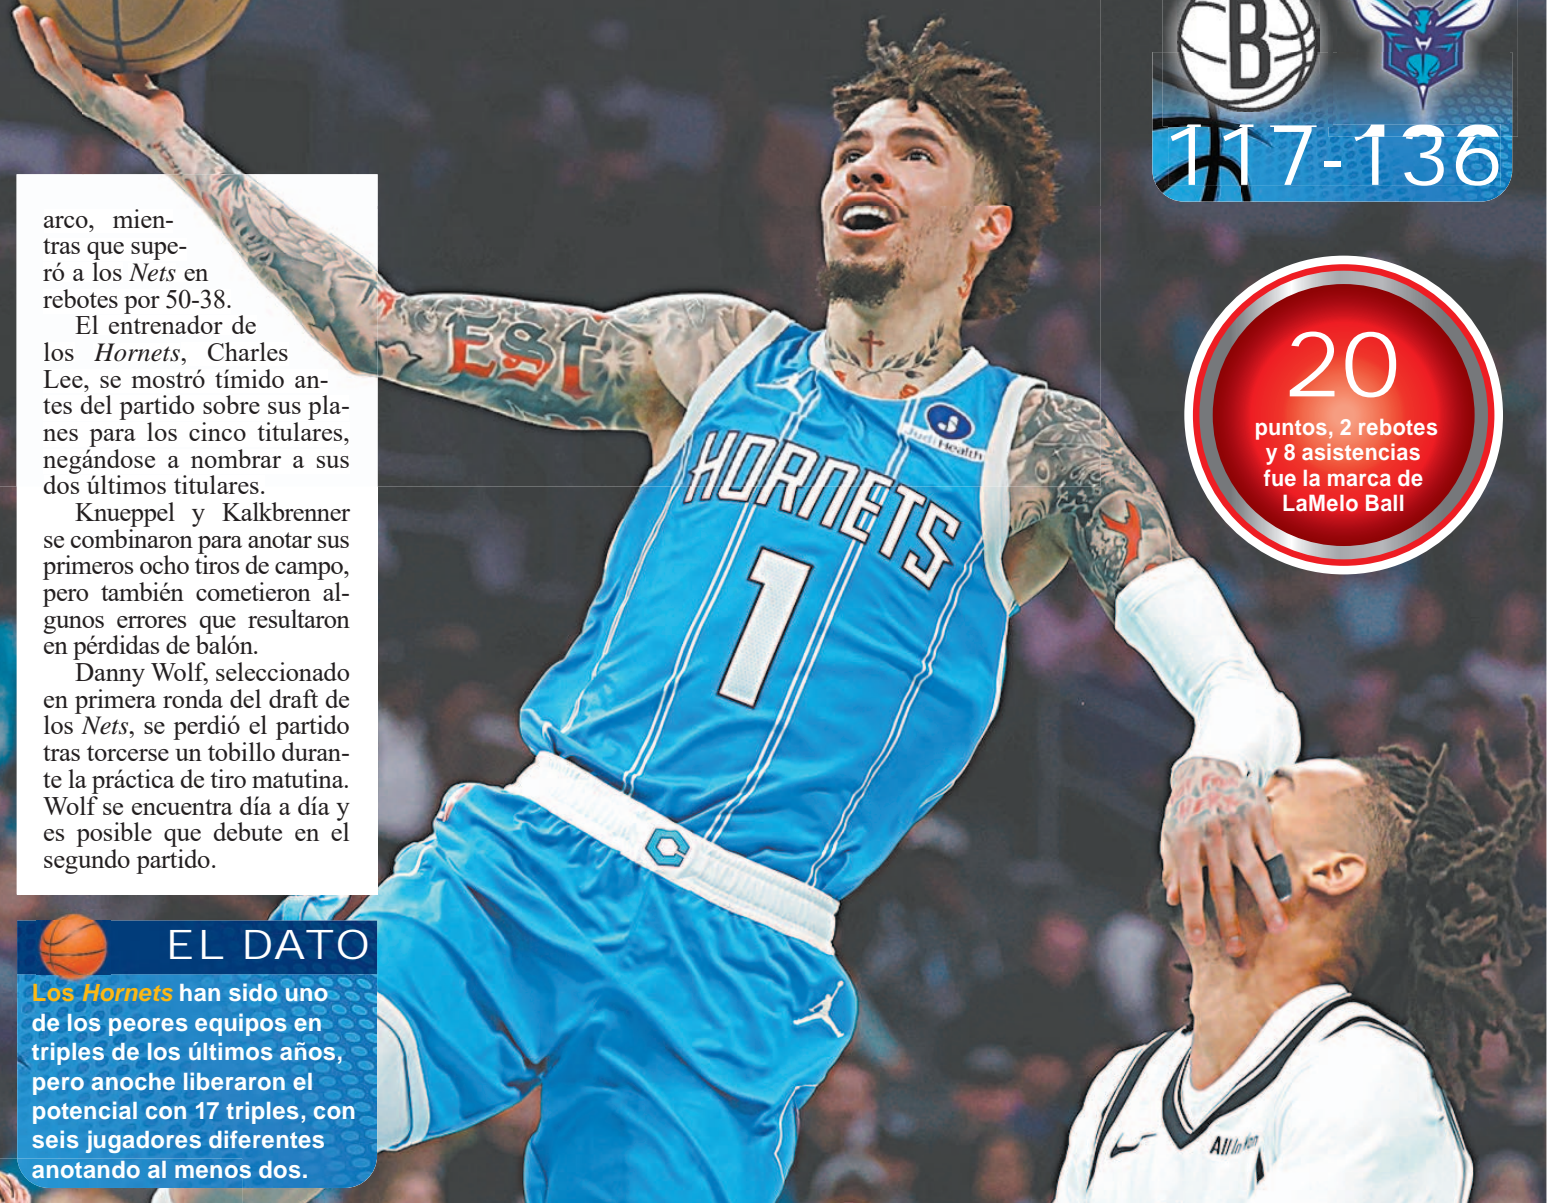 arco, mien-
tras que supe-
ró a los Nets en
rebotes por 50-38.
El entrenador de
los Hornets, Charles
Lee, se mostró tímido an-
tes del partido sobre sus pla-
nes para los cinco titulares,
negándose a nombrar a sus
dos últimos titulares.
Knueppel y Kalkbrenner
se combinaron para anotar sus
primeros ocho tiros de campo,
pero también cometieron al-
gunos errores que resultaron
en pérdidas de balón.
Danny Wolf, seleccionado
en primera ronda del draft de
los Nets, se perdió el partido
tras torcerse un tobillo duran-
te la práctica de tiro matutina.
Wolf se encuentra día a día y
es posible que debute en el
segundo partido.
EL DATO
Los Hornets han sido uno
de los peores equipos en
triples de los últimos años,
pero anoche liberaron el
potencial con 17 triples, con
seis jugadores diferentes
anotando al menos dos.
Est
J
Judi Health
HORNETS
1
C
B
117-136
20
puntos, 2 rebotes
y 8 asistencias
fue la marca de
LaMelo Ball
All In